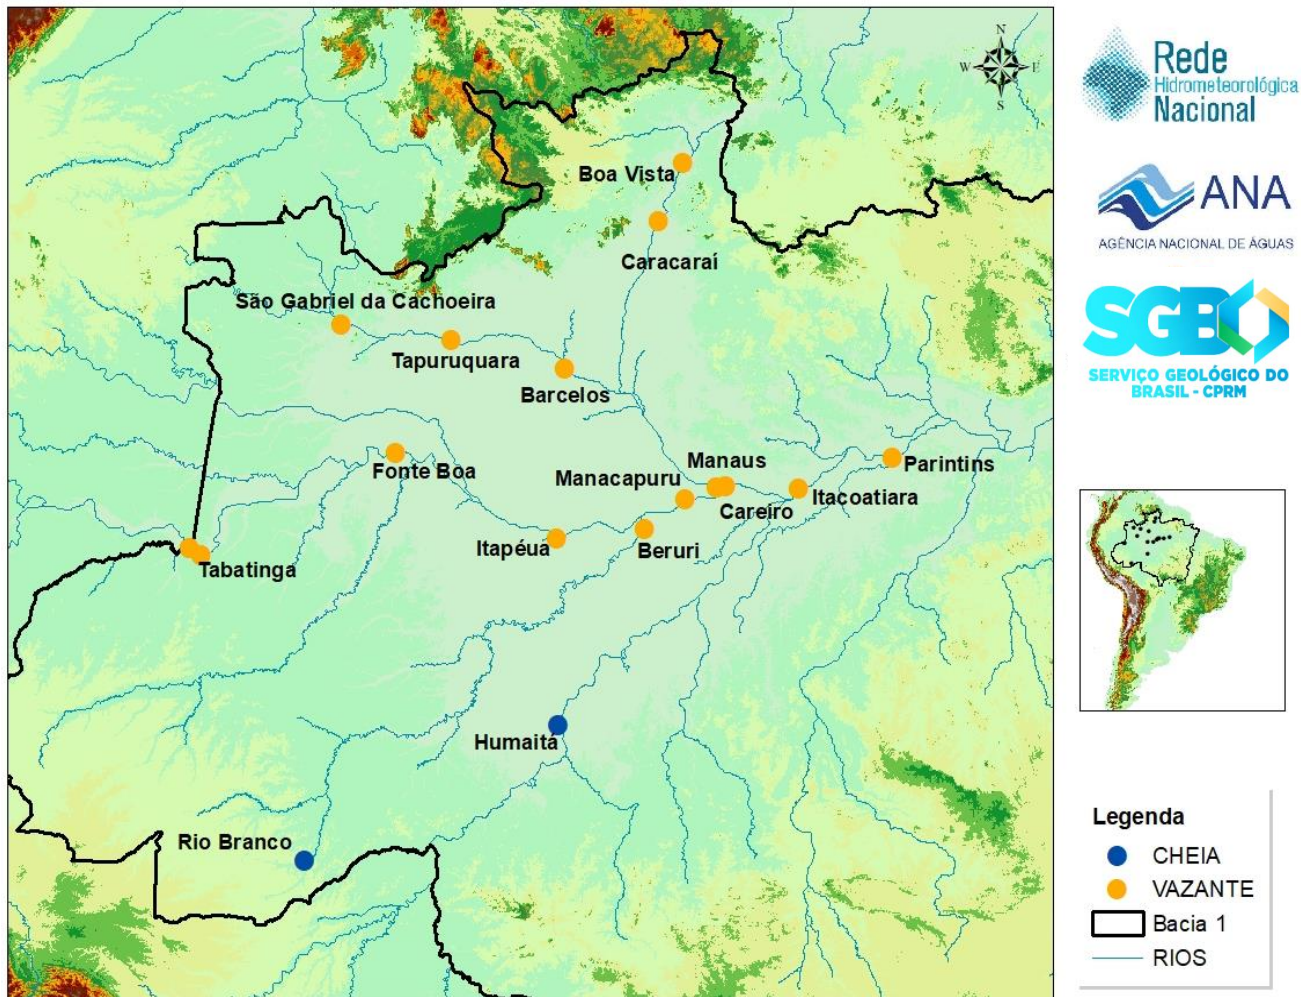 N
W
E
S
Boa Vista
Caracaraí
São Gabriel da Cachoeira
Tapuruquara
Barcelos
Fonte Boa
Manaus
Manacapuru
Parintins
Careiro
Itacoatiara
Itapéua
Beruri
Tabatinga
Humaitá
Rio Branco
Rede
Hidrometeorológica
Nacional
ANA
AGÊNCIA NACIONAL DE ÁGUAS
SGB
SERVIÇO GEOLÓGICO DO
BRASIL - CPRM
Legenda
CHEIA
VAZANTE
Bacia 1
RIOS